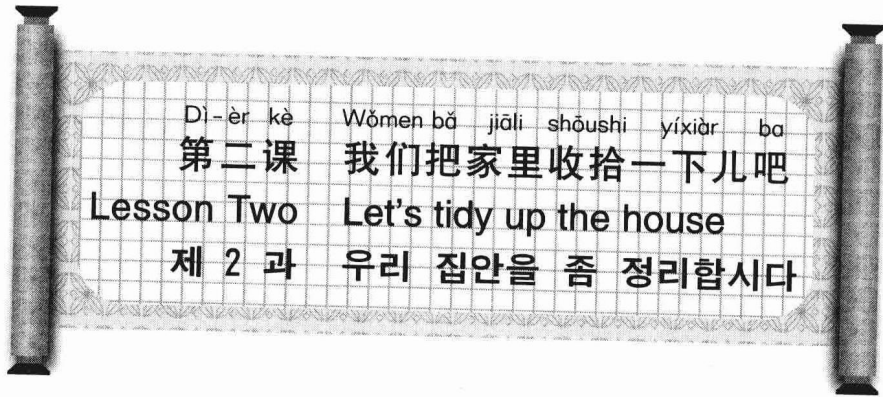 Dì-èr kè Wǒmen bǎ jiāli shōushi yíxiàr ba
第二课 我们把家里收拾一下儿吧
Lesson Two Let's tidy up the house
제 2 과 우리 집안을 좀 정리합시다